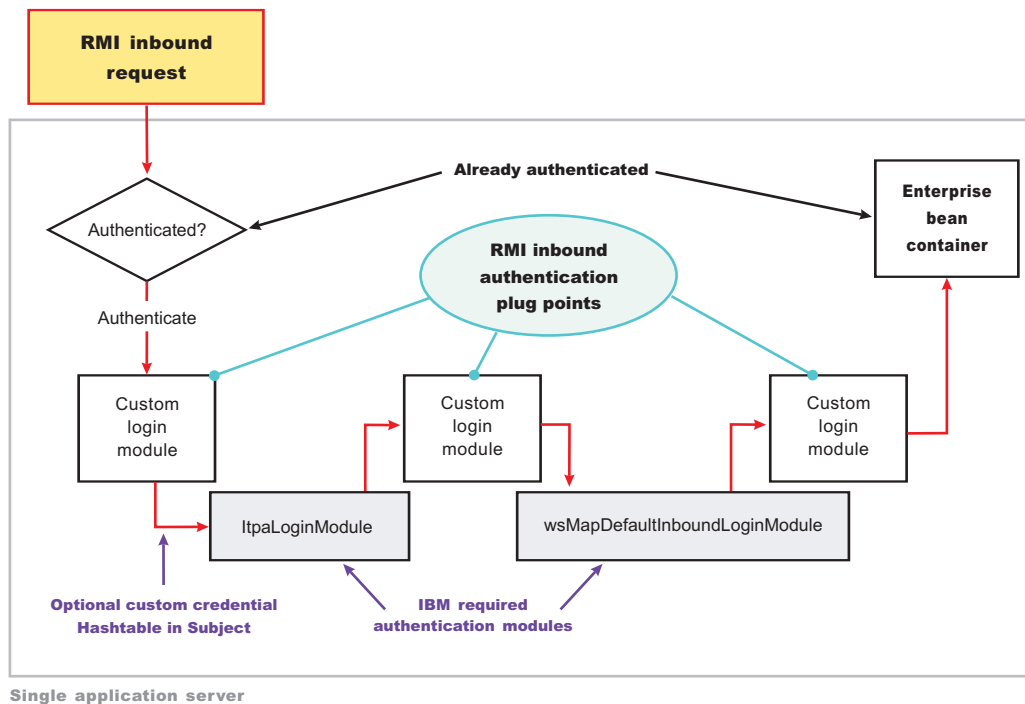 RMI inbound
request
Already authenticated
Enterprise
bean
container
Authenticated?
RMI inbound
authentication
plug points
Authenticate
Custom
login
module
Custom
login
module
Custom
login
module
ltpaLoginModule
wsMapDefaultInboundLoginModule
Optional custom credential
Hashtable in Subject
IBM required
authentication modules
Single application server